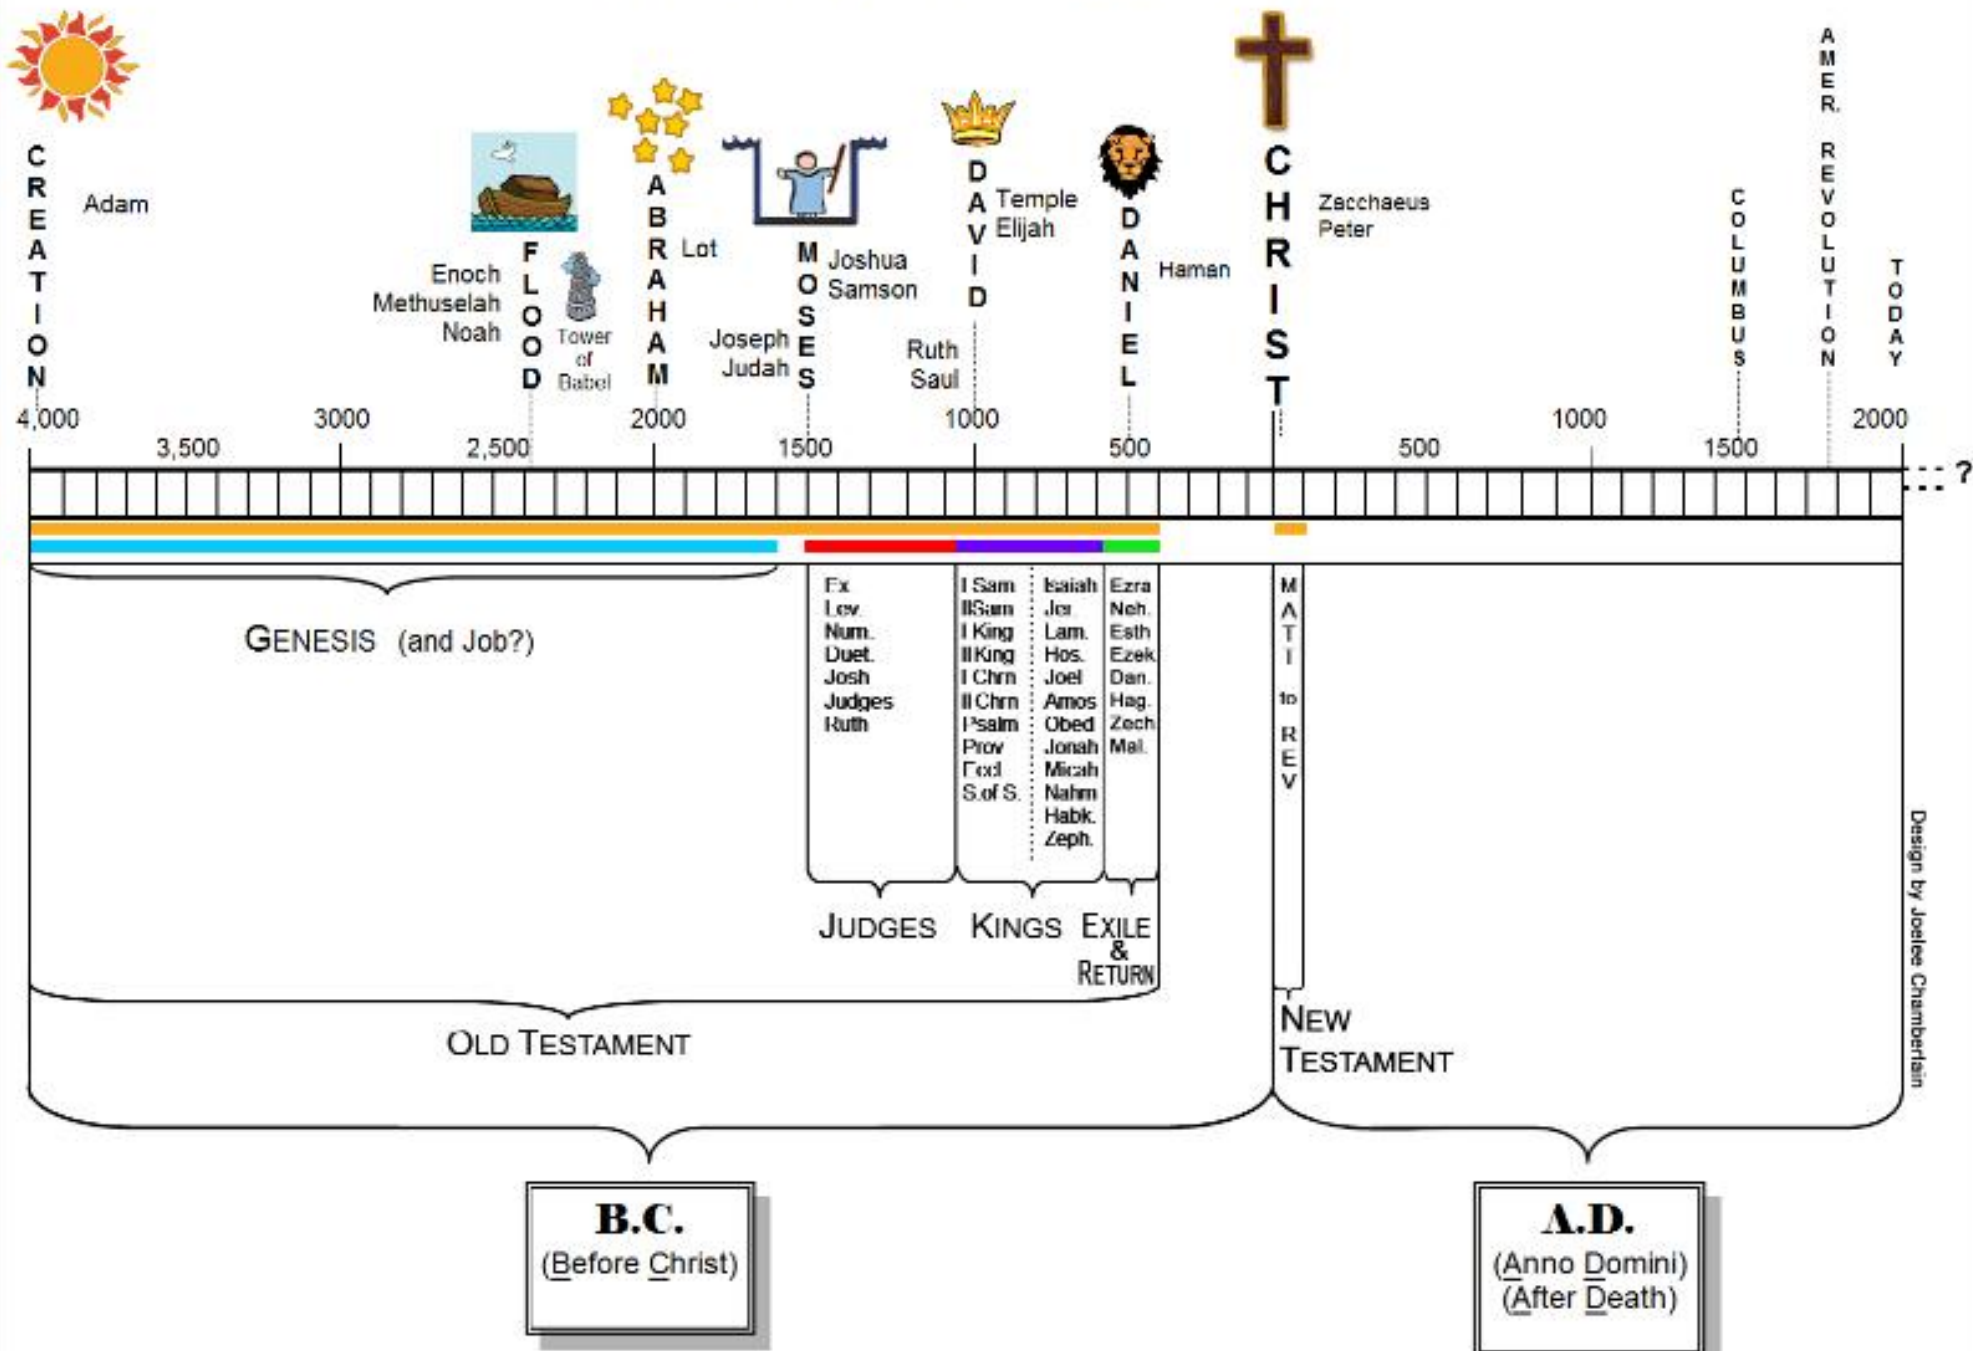 CREATION
Adam
Enoch
Methuselah
Noah
FLOOD
Tower
of
Babel
ABRAHAM
Lot
MOSES
Joshua
Samson
Joseph
Judah
DAVID
Temple
Elijah
Ruth
Saul
DANIEL
Haman
CHRIST
Zacchaeus
Peter
COLUMBUS
AMER. REVOLUTION
TODAY
4,000 3000 2000 1000 1000 2000
3,500 2,500 1500 500 500 1500
?
GENESIS (and Job?)
Ex
Lev.
Num.
Duet.
Josh
Judges
Ruth
I Sam
II Sam
I King
II King
I Chrn
II Chrn
Psalm
Prov
Eccl
S.of S.
Isaiah
Jer.
Lam.
Hos.
Joel
Amos
Obed
Jonah
Micah
Nahm
Habk.
Zeph.
Ezra
Neh.
Esth
Ezek
Dan.
Hag.
Zech
Mal.
MATT to REV
JUDGES
KINGS
EXILE
&
RETURN
OLD TESTAMENT
NEW
TESTAMENT
Design by Joelee Chamberlain
B.C.
(Before Christ)
A.D.
(Anno Domini)
(After Death)